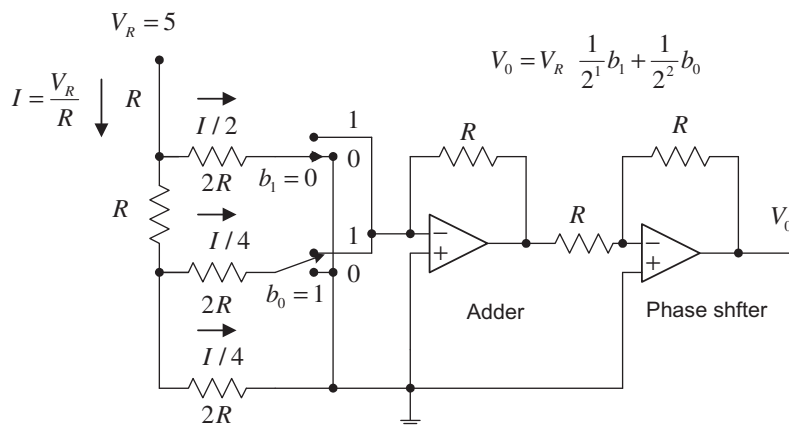 V_R = 5
V_0 = V_R 1/2^1 b_1 + 1/2^2 b_0
I = V_R/R
R
I / 2
1
R
R
0
2R
b_1 = 0
R
I / 4
1
R
V_0
−
+
−
+
0
2R
b_0 = 1
Adder
Phase shfter
I / 4
2R